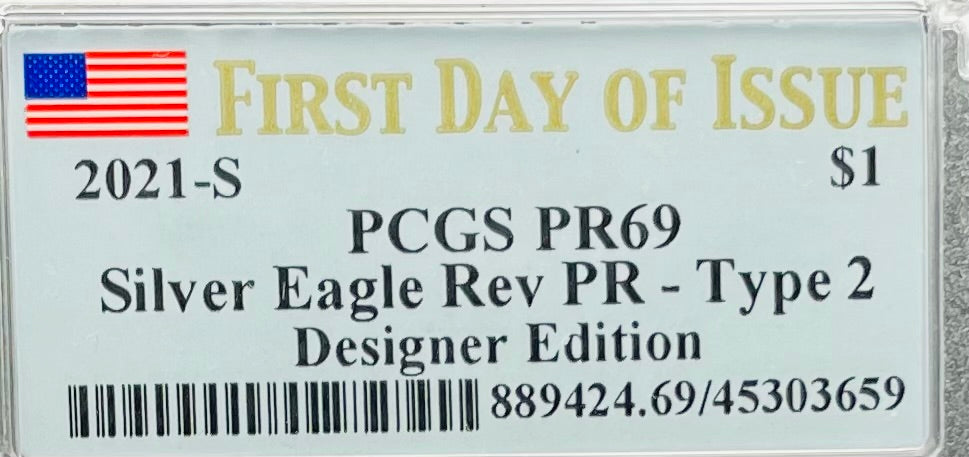 FIRST DAY OF ISSUE
2021-S $1
PCGS PR69
Silver Eagle Rev PR - Type 2
Designer Edition
889424.69/45303659